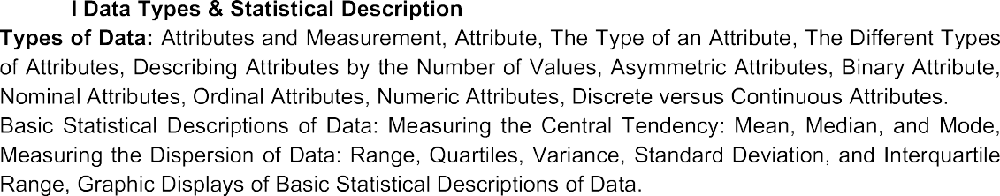 I Data Types & Statistical Description
Types of Data: Attributes and Measurement, Attribute, The Type of an Attribute, The Different Types
of Attributes, Describing Attributes by the Number of Values, Asymmetric Attributes, Binary Attribute,
Nominal Attributes, Ordinal Attributes, Numeric Attributes, Discrete versus Continuous Attributes.
Basic Statistical Descriptions of Data: Measuring the Central Tendency: Mean, Median, and Mode,
Measuring the Dispersion of Data: Range, Quartiles, Variance, Standard Deviation, and Interquartile
Range, Graphic Displays of Basic Statistical Descriptions of Data.